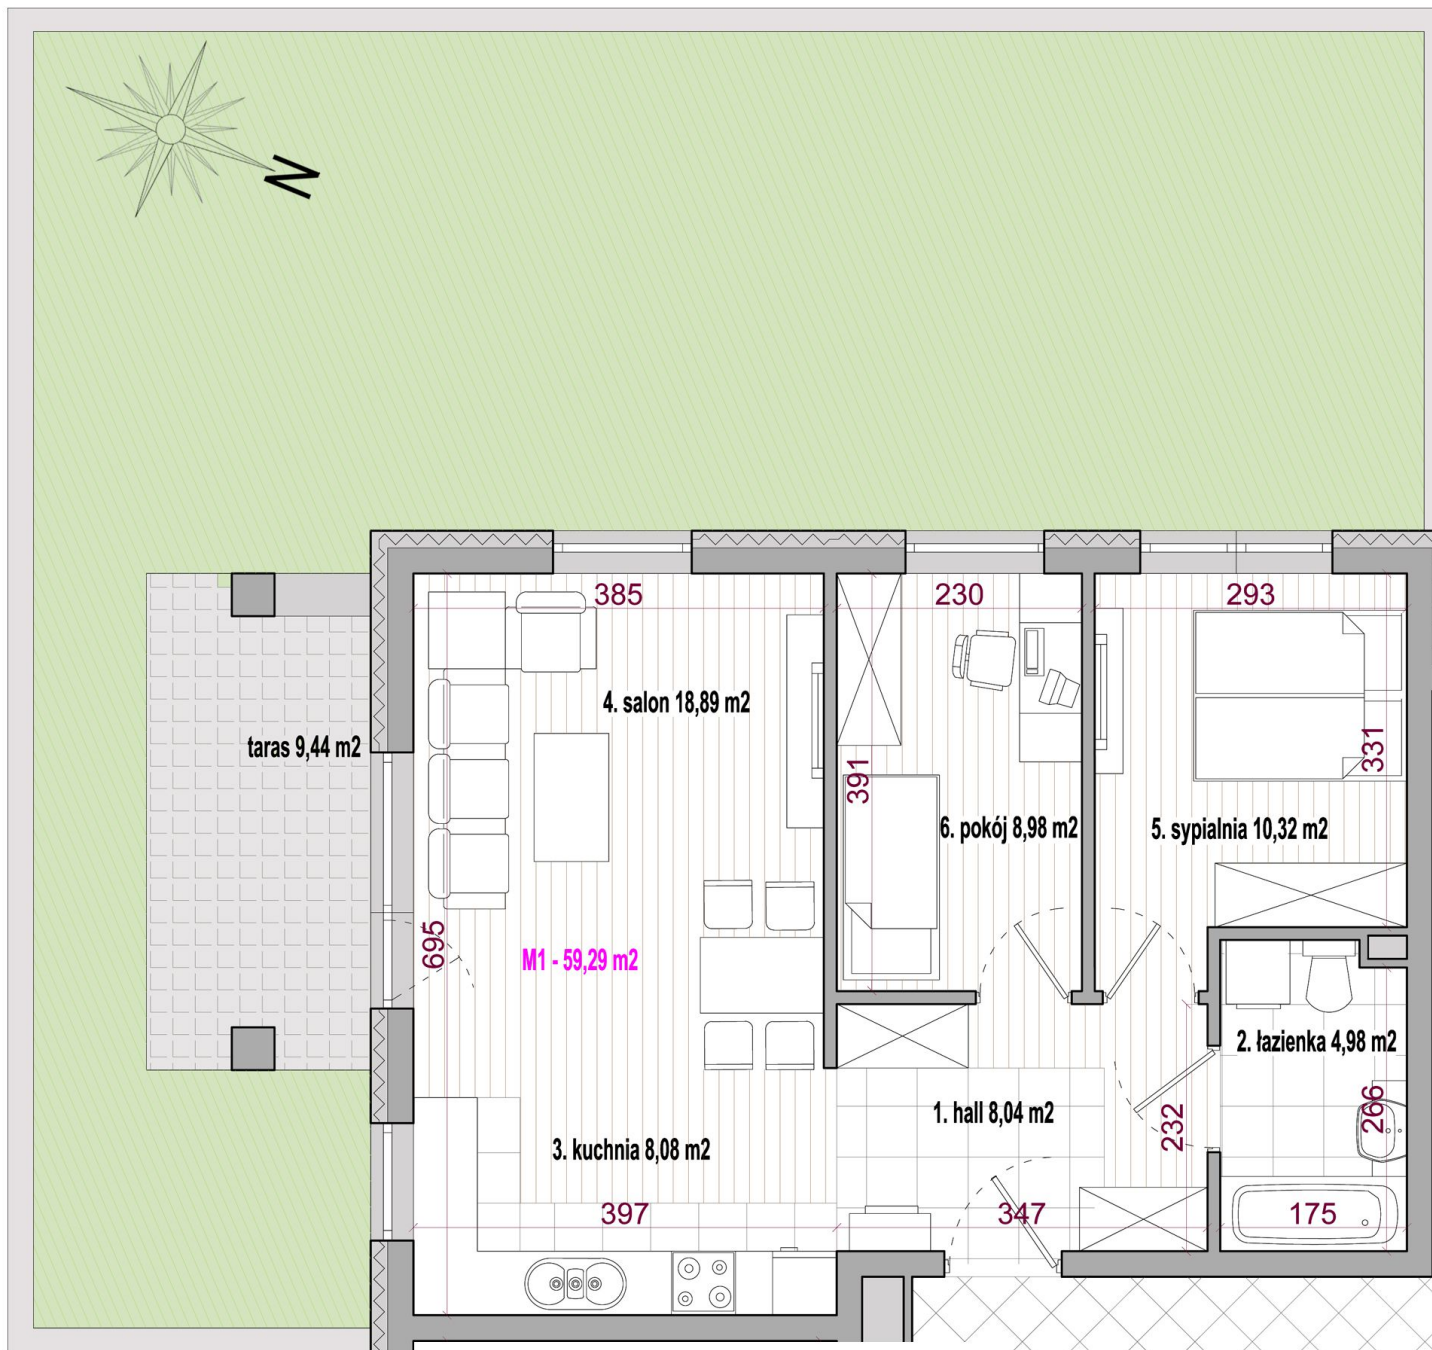 N
385
230
293
4. salon 18,89 m2
taras 9,44 m2
391
331
6. pokój 8,98 m2
5. sypialnia 10,32 m2
695
M1 - 59,29 m2
2. łazienka 4,98 m2
266
1. hall 8,04 m2
232
3. kuchnia 8,08 m2
397
347
175